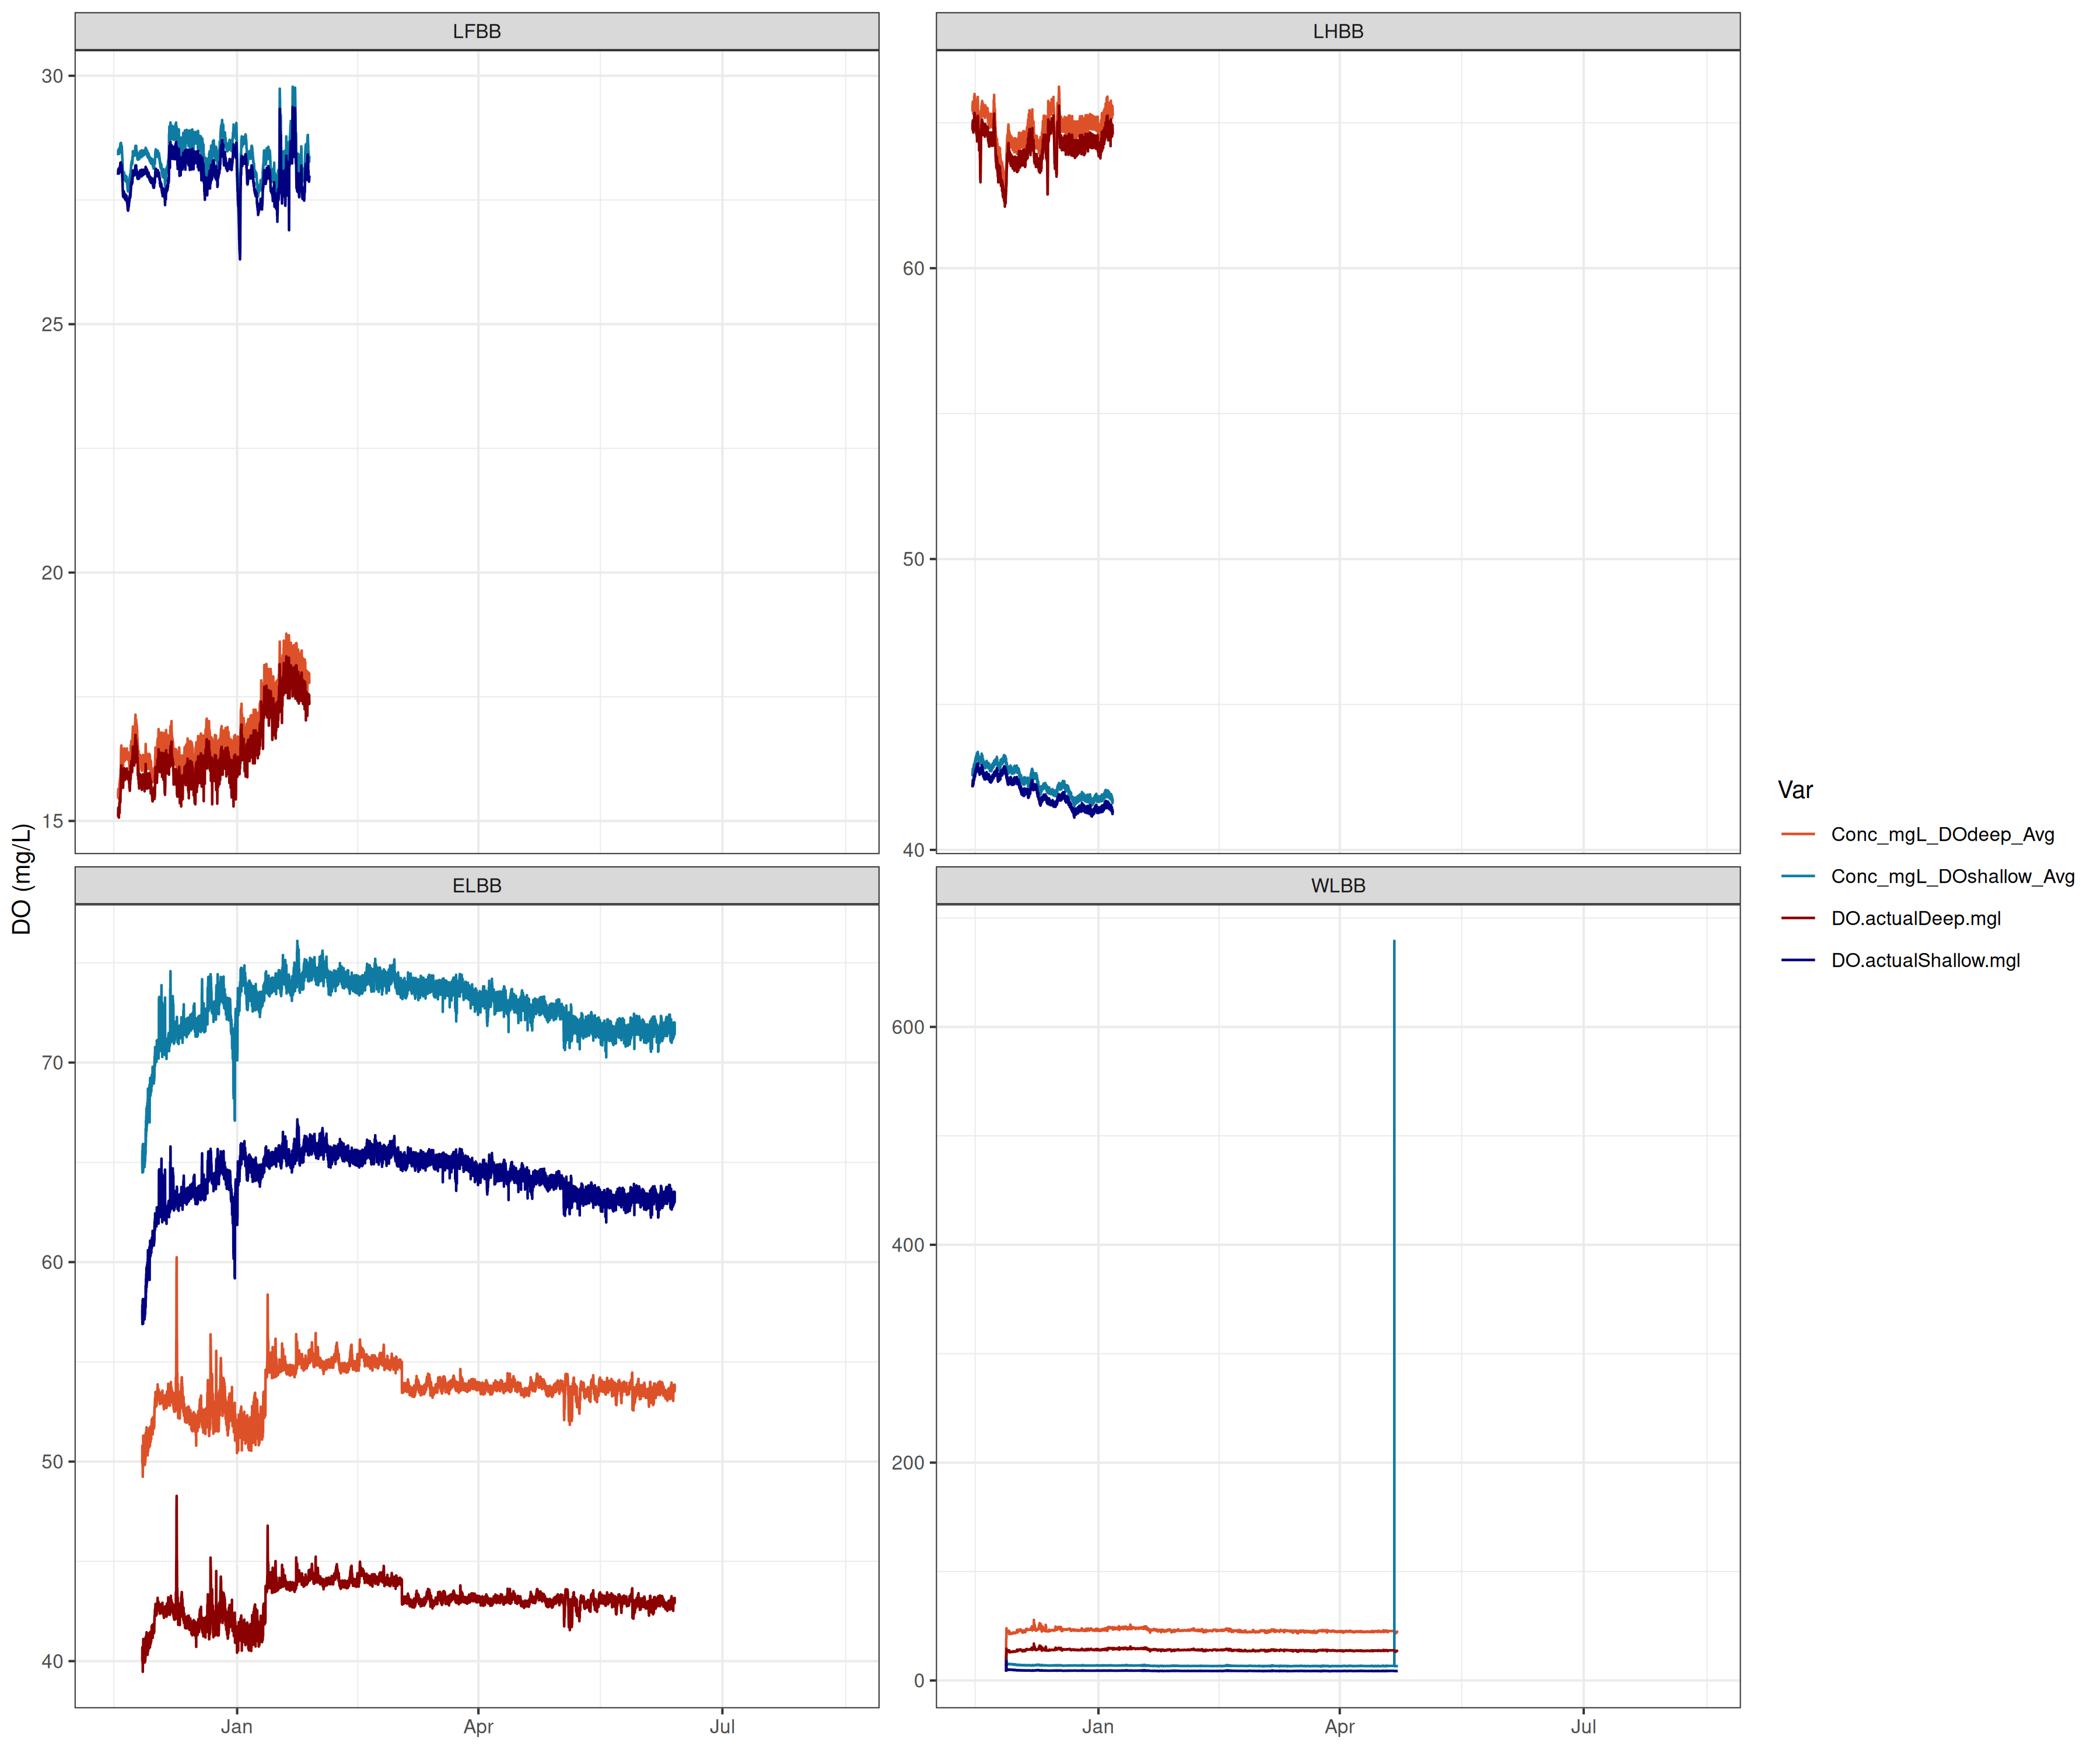 LFBB
LHBB
30
25
20
15
60
50
40
DO (mg/L)
ELBB
WLBB
70
60
50
40
600
400
200
0
Jan
Apr
Jul
Jan
Apr
Jul
Var
Conc_mgL_DOdeep_Avg
Conc_mgL_DOshallow_Avg
DO.actualDeep.mgl
DO.actualShallow.mgl